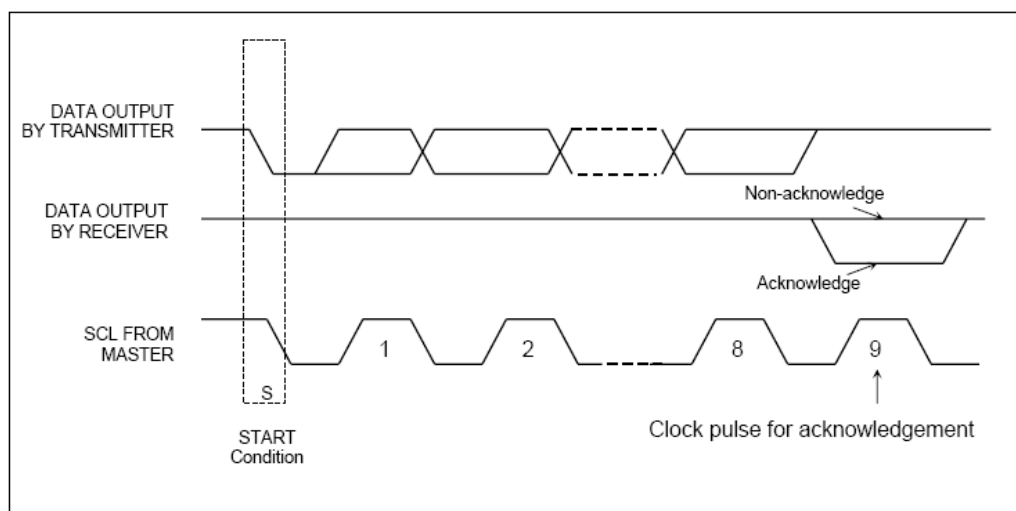 DATA OUTPUT
BY TRANSMITTER
Non-acknowledge
DATA OUTPUT
BY RECEIVER
Acknowledge
SCL FROM
MASTER
1
2
8
9
S
START
Condition
Clock pulse for acknowledgement